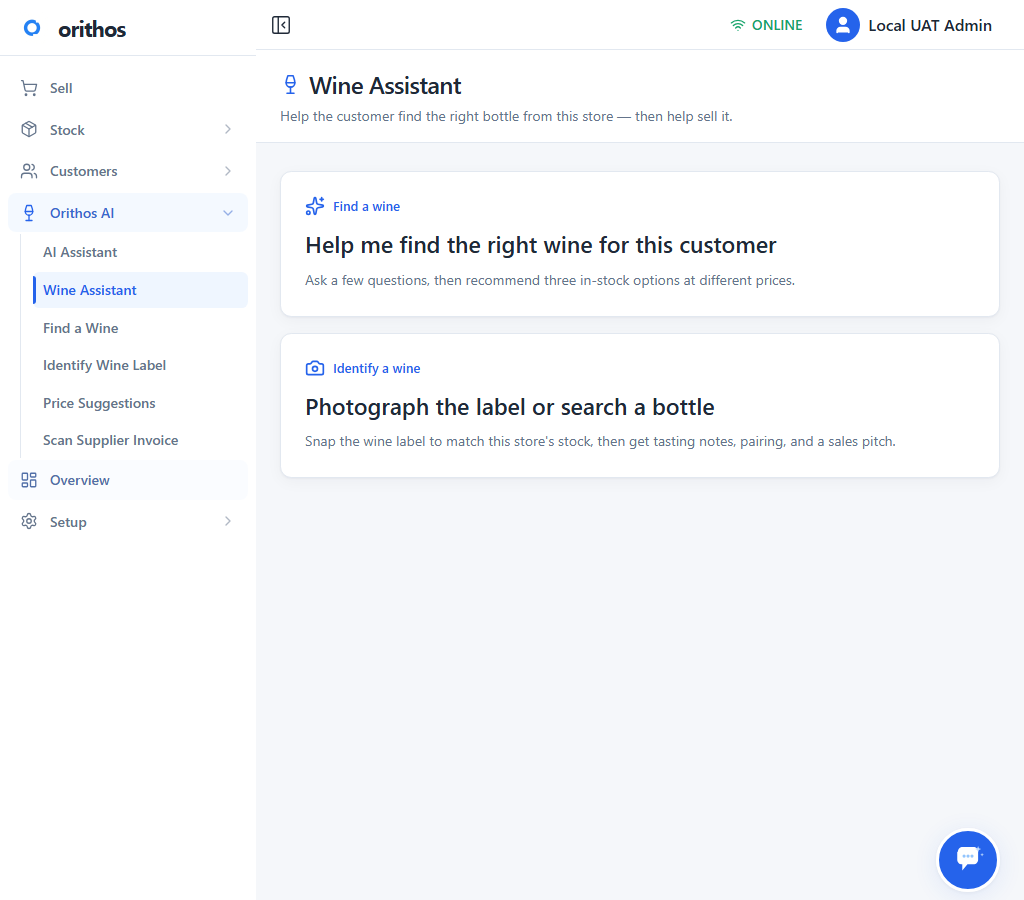 orithos
ONLINE
Local UAT Admin
Sell
Stock
Customers
Orithos AI
AI Assistant
Wine Assistant
Find a Wine
Identify Wine Label
Price Suggestions
Scan Supplier Invoice
Overview
Setup
Wine Assistant
Help the customer find the right bottle from this store — then help sell it.
Find a wine
Help me find the right wine for this customer
Ask a few questions, then recommend three in-stock options at different prices.
Identify a wine
Photograph the label or search a bottle
Snap the wine label to match this store's stock, then get tasting notes, pairing, and a sales pitch.